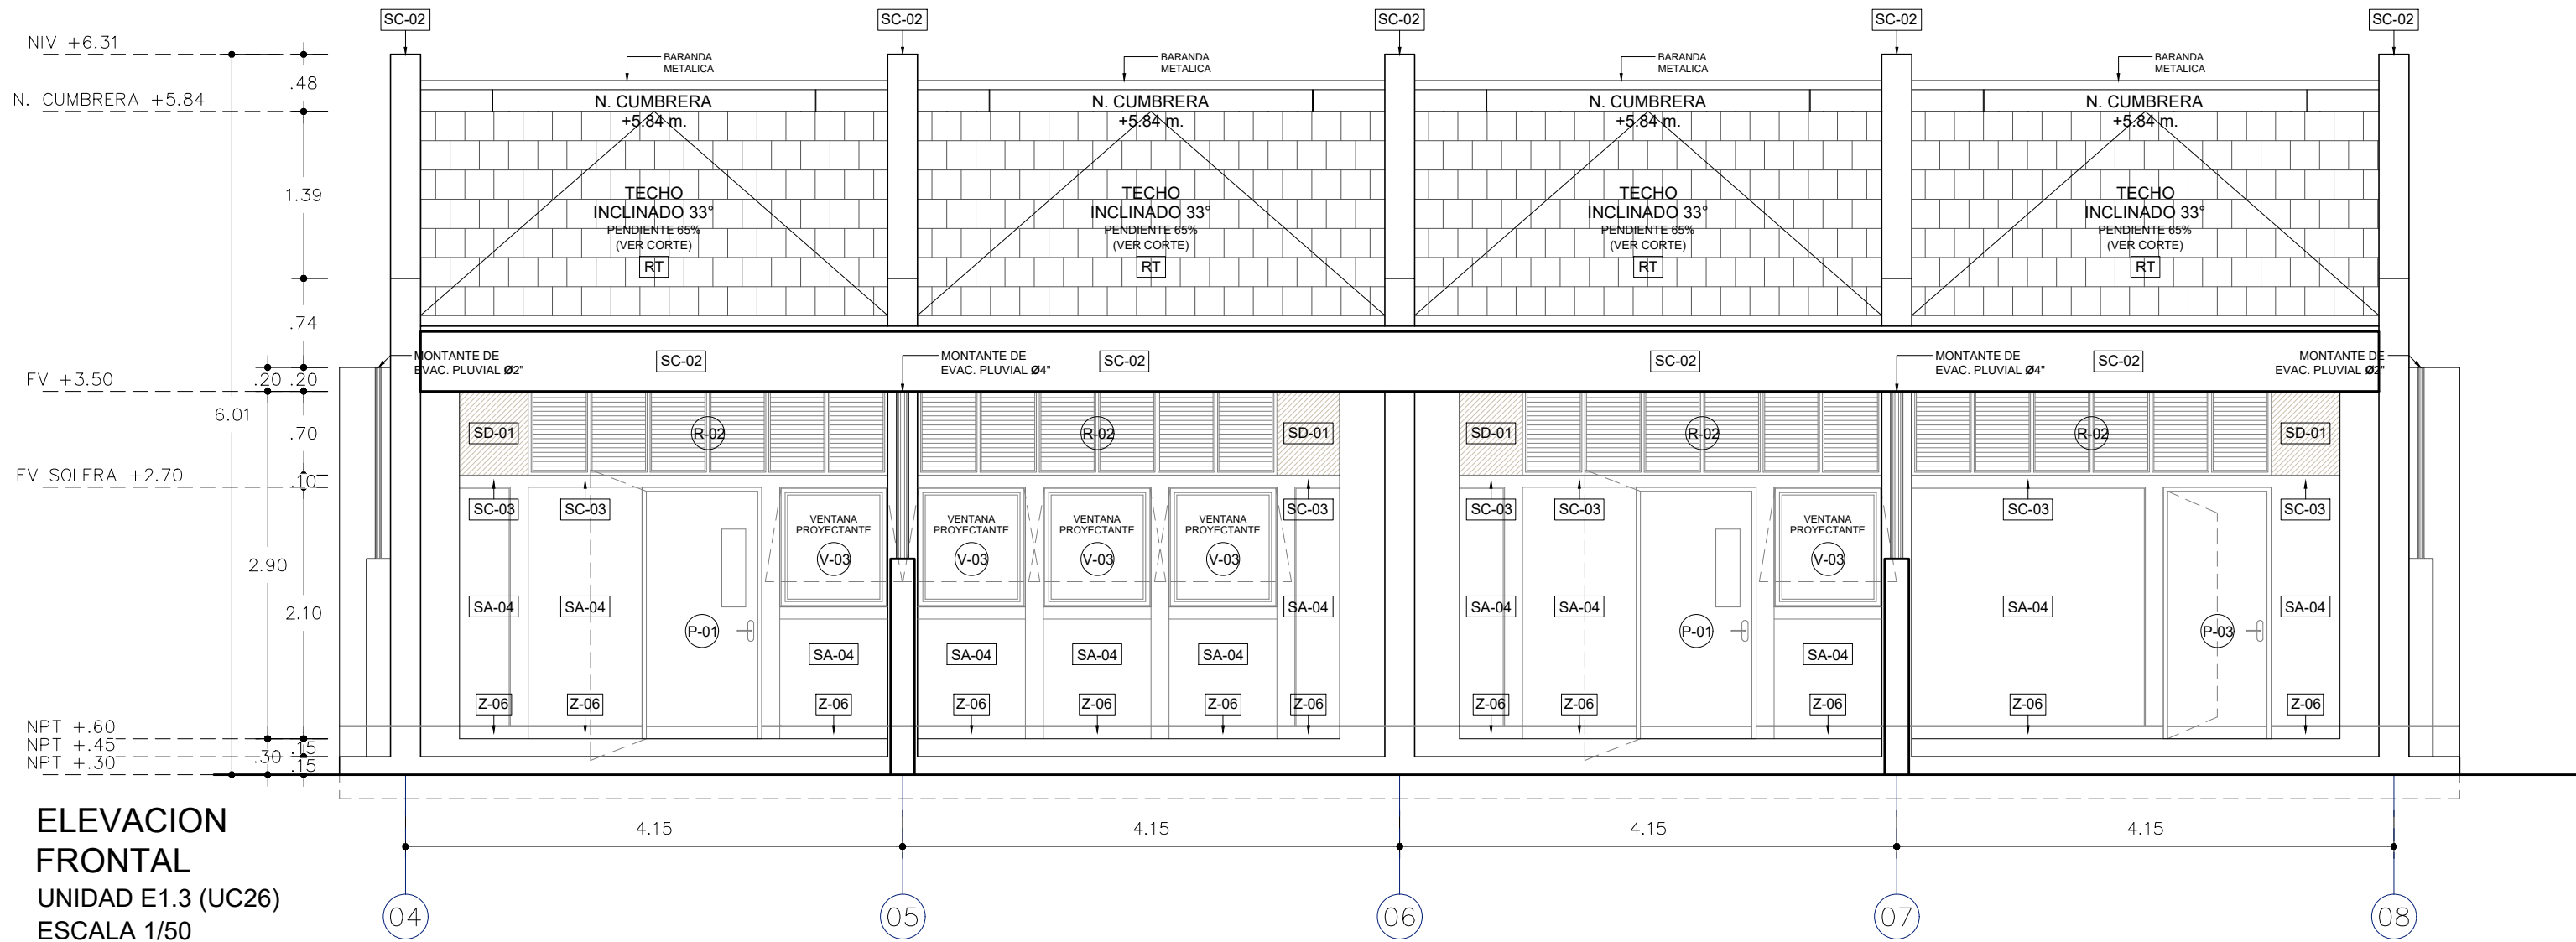 SC-02 SC-02 SC-02 SC-02 SC-02
NIV +6.31
BARANDA
METALICA
BARANDA
METALICA
BARANDA
METALICA
BARANDA
METALICA
.48
N. CUMBRERA +5.84
N. CUMBRERA
+5.84 m.
N. CUMBRERA
+5.84 m.
N. CUMBRERA
+5.84 m.
N. CUMBRERA
+5.84 m.
1.39
TECHO
INCLINADO 33°
PENDIENTE 65%
(VER CORTE)
RT
TECHO
INCLINADO 33°
PENDIENTE 65%
(VER CORTE)
RT
TECHO
INCLINADO 33°
PENDIENTE 65%
(VER CORTE)
RT
TECHO
INCLINADO 33°
PENDIENTE 65%
(VER CORTE)
RT
.74
MONTANTE DE
EVAC. PLUVIAL Ø2"
SC-02
MONTANTE DE
EVAC. PLUVIAL Ø4"
SC-02
SC-02
MONTANTE DE
EVAC. PLUVIAL Ø4"
SC-02
MONTANTE DE
EVAC. PLUVIAL Ø2"
FV +3.50
.20 .20
6.01
.70
SD-01 R-02 R-02 SD-01 SD-01 R-02 R-02 SD-01
FV SOLERA +2.70
.10
SC-03 SC-03 SC-03 SC-03 SC-03 SC-03 SC-03
VENTANA
PROYECTANTE
V-03
VENTANA
PROYECTANTE
V-03
VENTANA
PROYECTANTE
V-03
VENTANA
PROYECTANTE
V-03
VENTANA
PROYECTANTE
V-03
2.90
2.10
SA-04 SA-04 SA-04 SA-04 SA-04 SA-04 SA-04
P-01 P-01 P-03
SA-04 SA-04 SA-04 SA-04 SA-04
Z-06 Z-06 Z-06 Z-06 Z-06 Z-06 Z-06 Z-06 Z-06 Z-06 Z-06 Z-06
NPT +.60
NPT +.45
NPT +.30
.30
.15
.15
4.15 4.15 4.15 4.15
ELEVACION
FRONTAL
UNIDAD E1.3 (UC26)
ESCALA 1/50
04 05 06 07 08